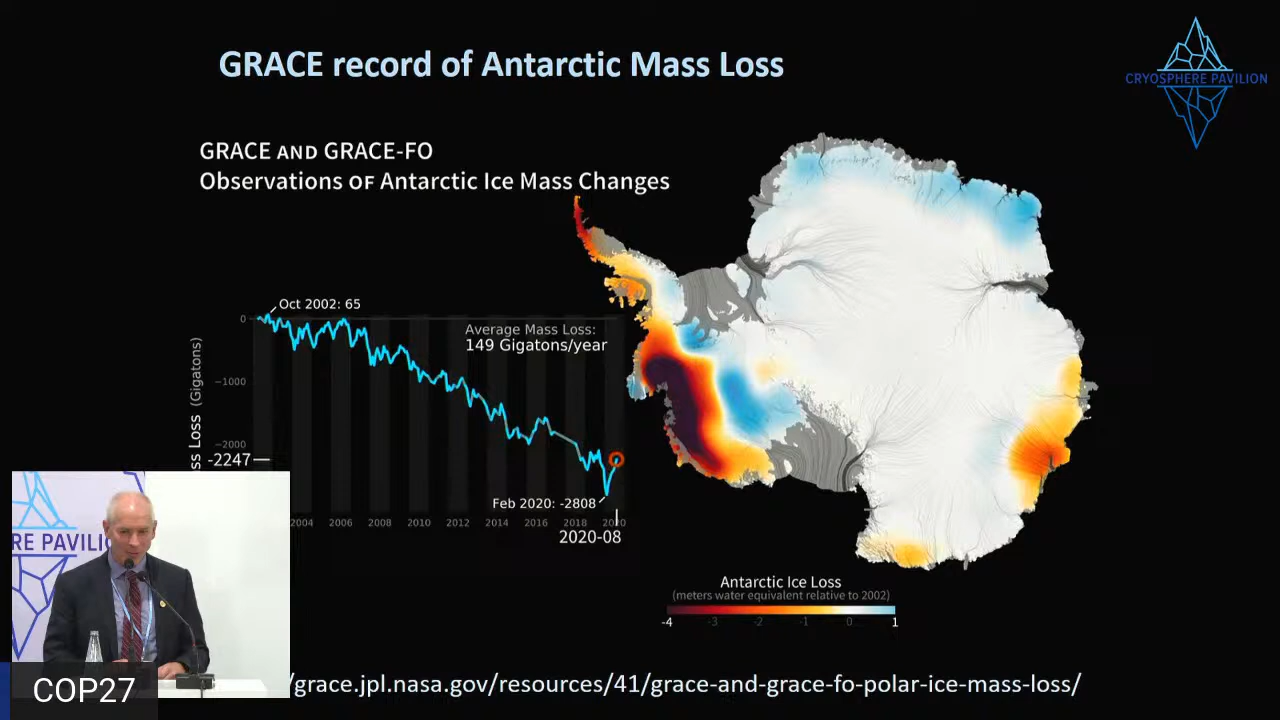 GRACE record of Antarctic Mass Loss
CRYOSPHERE PAVILION
GRACE AND GRACE-FO
Observations OF Antarctic Ice Mass Changes
Oct 2002: 65
0
Average Mass Loss:
149 Gigatons/year
−1000
−2000
-2247
ss Loss (Gigatons)
Feb 2020: -2808
2004 2006 2008 2010 2012 2014 2016 2018 2020
2020-08
Antarctic Ice Loss
(meters water equivalent relative to 2002)
-4 -3 -2 -1 0 1
RE PAVILI
/grace.jpl.nasa.gov/resources/41/grace-and-grace-fo-polar-ice-mass-loss/
COP27